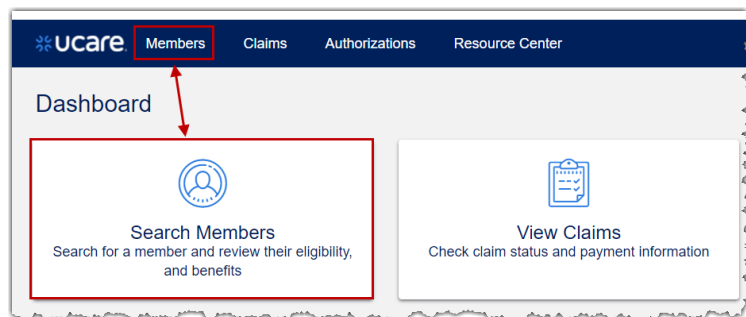 ucare. Members Claims Authorizations Resource Center
Dashboard
Search Members
Search for a member and review their eligibility,
and benefits
View Claims
Check claim status and payment information